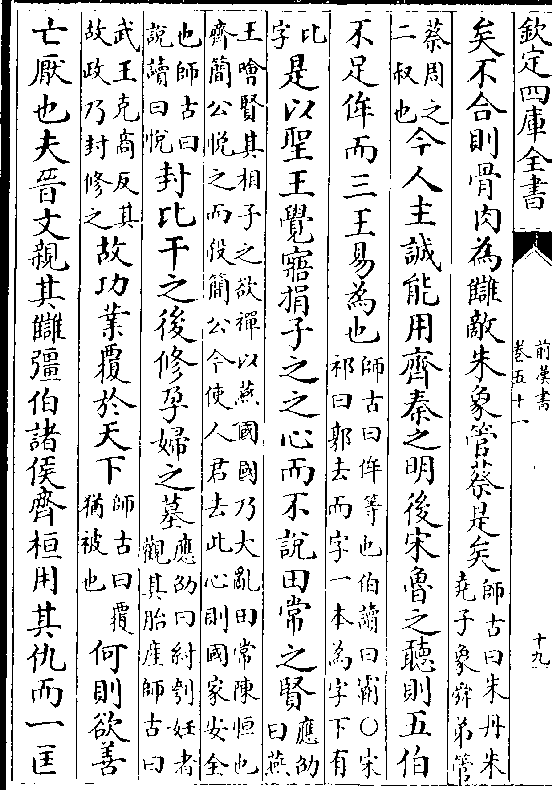 欽定四庫全書
前漢書
卷五十一
十九
矣不合則骨肉為讎敵朱象管蔡是矣師古曰朱丹朱堯子象舜弟管
蔡周之二叔也今人主誠能用齊秦之明後宋魯之聽則五伯
不足侔而三王易為也師古曰侔等也伯讀曰霸○宋祁曰郭去而字一本為字下有
比字是以聖王覺寤捐子之之心而不說田常之賢應劭曰燕
王噲賢其相子之欲禪以燕國國乃大亂田常陳恒也齊簡公悅之而殺簡公今使人君去此心則國家安全
也師古曰說讀曰悅封比干之後修孕婦之墓應劭曰紂刳妊者觀其胎產師古曰
武王克商反其故政乃封修之故功業覆於天下師古曰覆猶被也何則欲善
亡厭也夫晉文親其讎彊伯諸侯齊桓用其仇而一匡